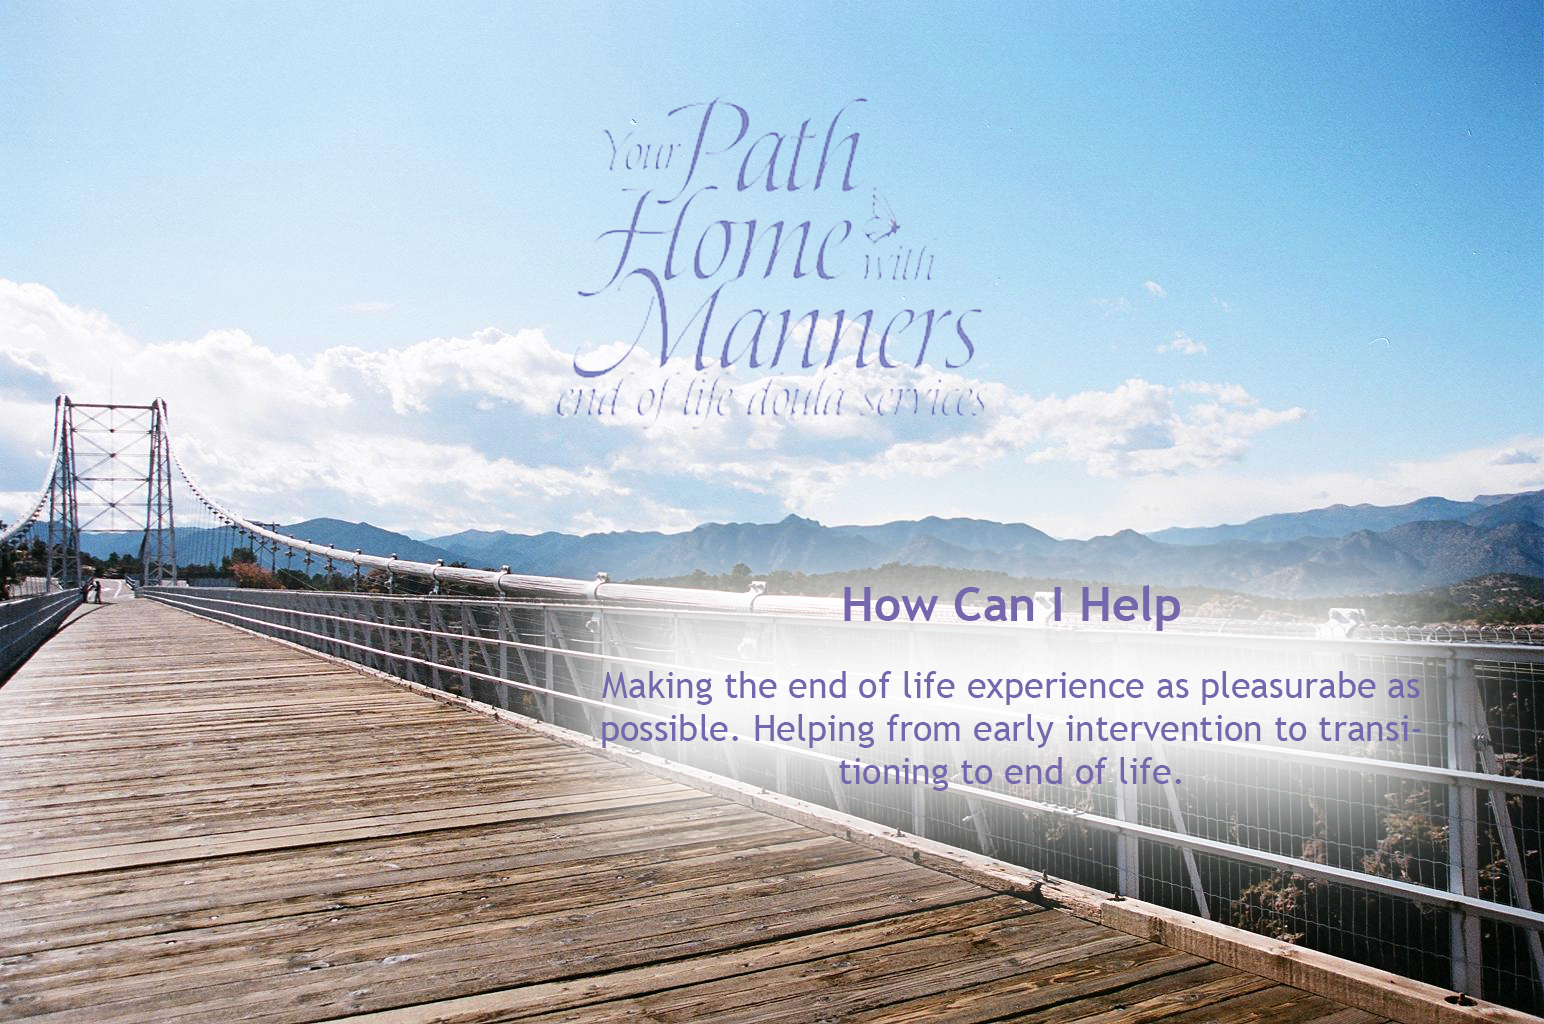 Your Path
Home with
Manners
end of life doula services
How Can I Help
Making the end of life experience as pleasurabe as
possible. Helping from early intervention to transi-
tioning to end of life.